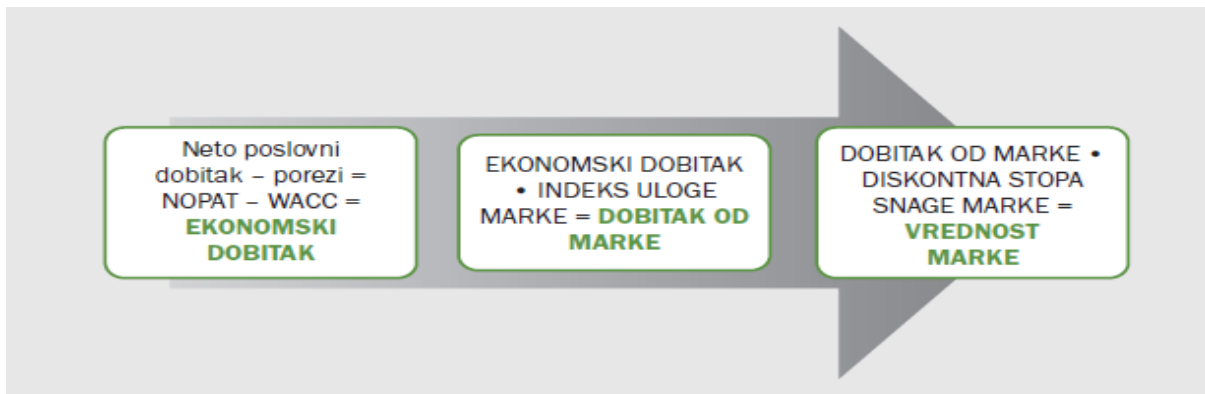 Neto poslovni
dobitak – porezi =
NOPAT – WACC =
EKONOMSKI
DOBITAK
EKONOMSKI DOBITAK
• INDEKS ULOGE
MARKE = DOBITAK OD
MARKE
DOBITAK OD MARKE •
DISKONTNA STOPA
SNAGE MARKE =
VREDNOST
MARKE